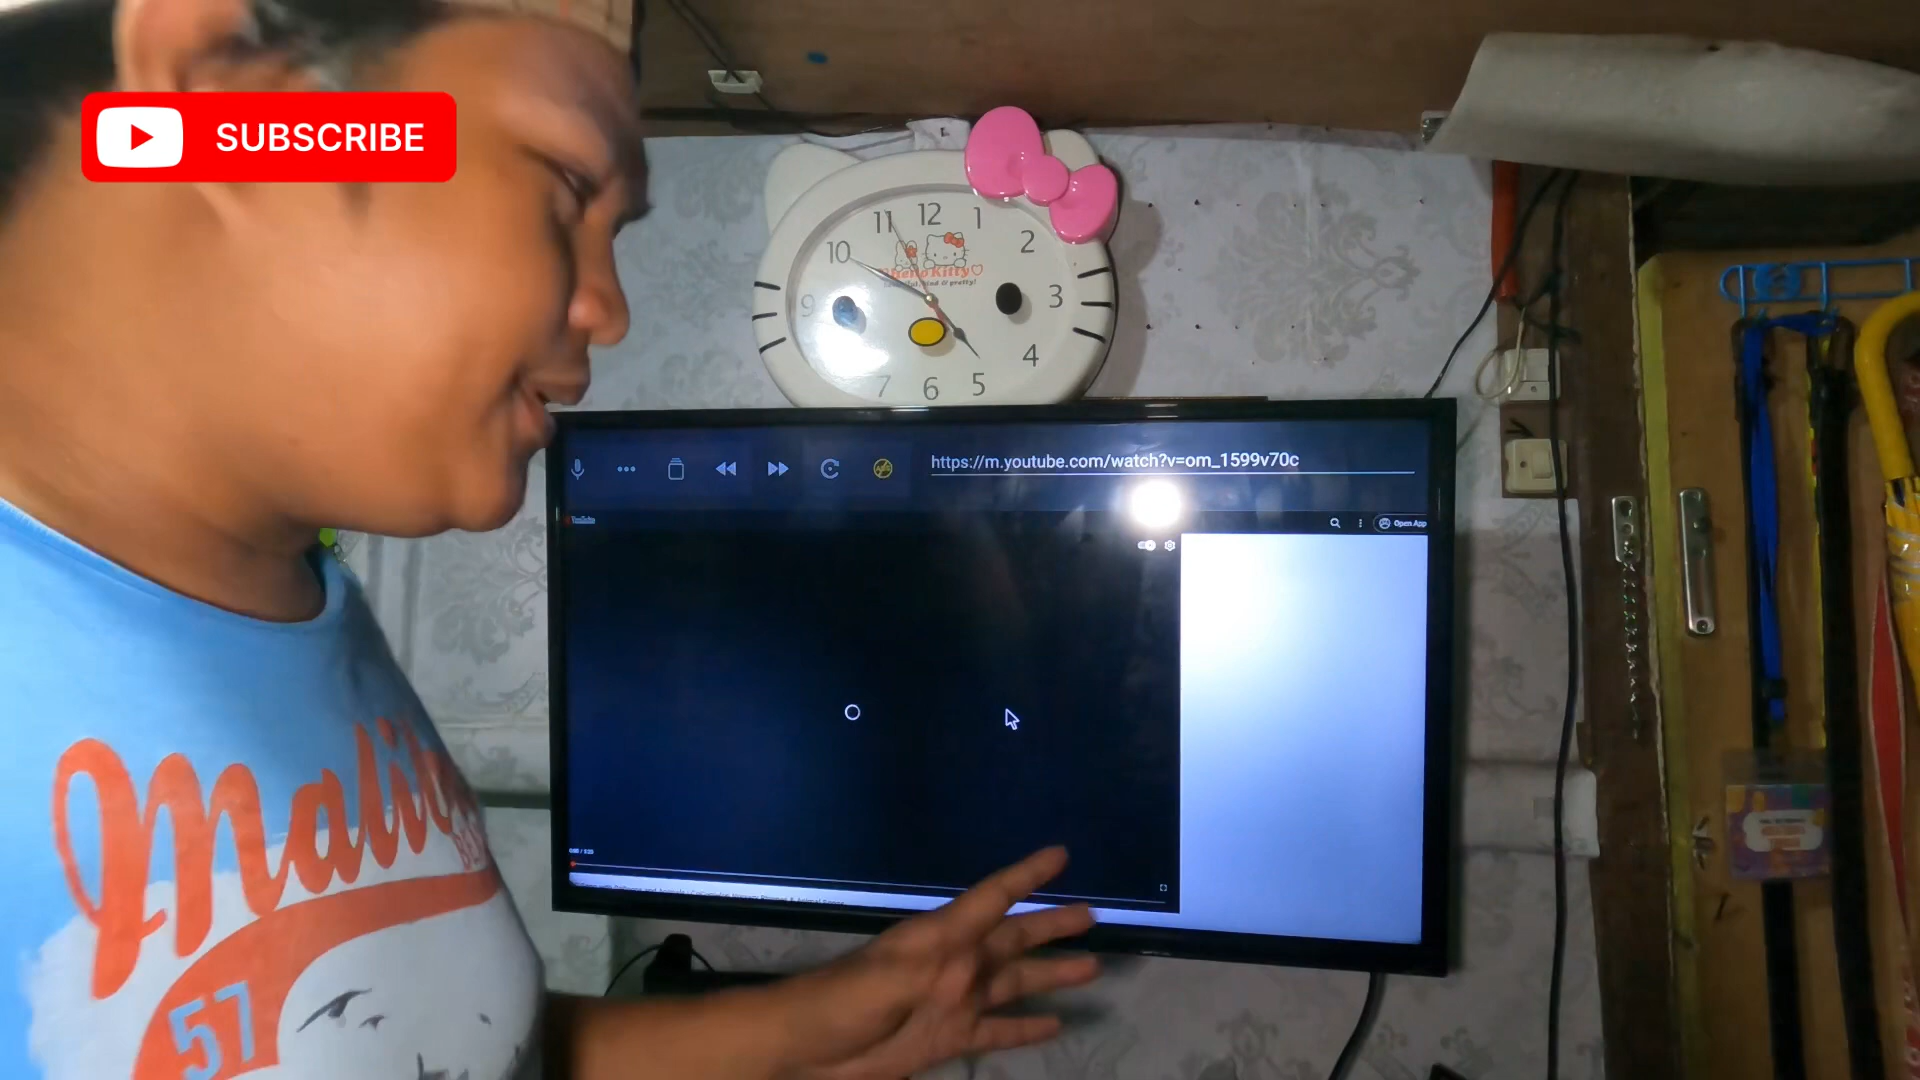 SUBSCRIBE
11 12 1
10 2
9 3
4
7 6 5
Hello Kitty
https://m.youtube.com/watch?v=om_1599v70c
Open App
Malibu
57